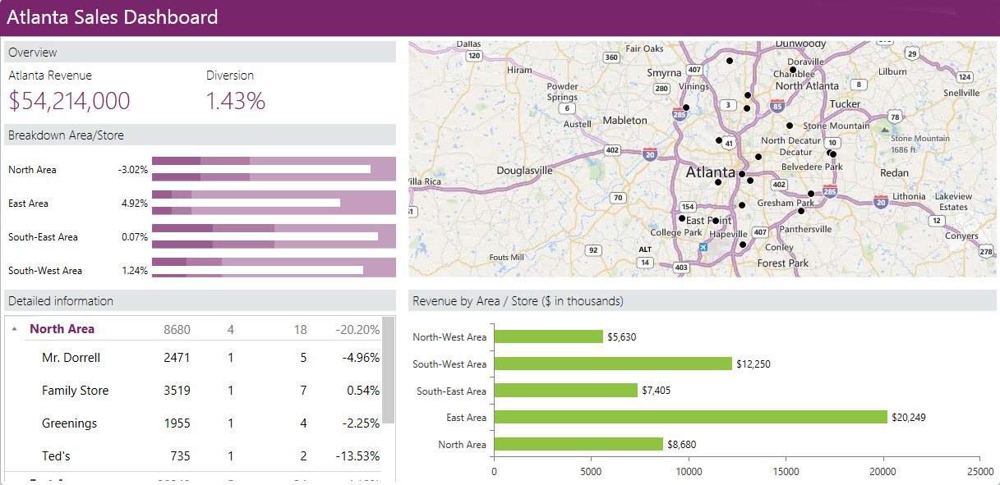 Atlanta Sales Dashboard
Overview
Atlanta Revenue
Diversion
$54,214,000
1.43%
Breakdown Area/Store
North Area -3.02%
East Area 4.92%
South-East Area 0.07%
South-West Area 1.24%
Dallas
120
Hiram
360
Fair Oaks
Smyrna
407
Dunwoody
Doraville
Chamblee
North Atlanta
29
Lilburn
124
Snellville
Powder
Springs
6
280
Vinings
285
3
85
8
Tucker
78
Austell
Mableton
Stone Mountain
Stone Mountain
1686 ft
402
20
41
North Decatur
Decatur
10
Belvedere Park
Redan
Douglasville
Atlanta
402
285
20
Lithonia
Lakeview
Estates
70
154
Gresham Park
East Point
College Park
Hapeville
407
Panthersville
12
Conyers
92
ALT
14
403
Fouts Mill
Conley
Forest Park
278
Detailed information
North Area 8680 4 18 -20.20%
Mr. Dorrell 2471 1 5 -4.96%
Family Store 3519 1 7 0.54%
Greenings 1955 1 4 -2.25%
Ted's 735 1 2 -13.53%
Revenue by Area / Store ($ in thousands)
North-West Area $5,630
South-West Area $12,250
South-East Area $7,405
East Area $20,249
North Area $8,680
0 5000 10000 15000 20000 25000